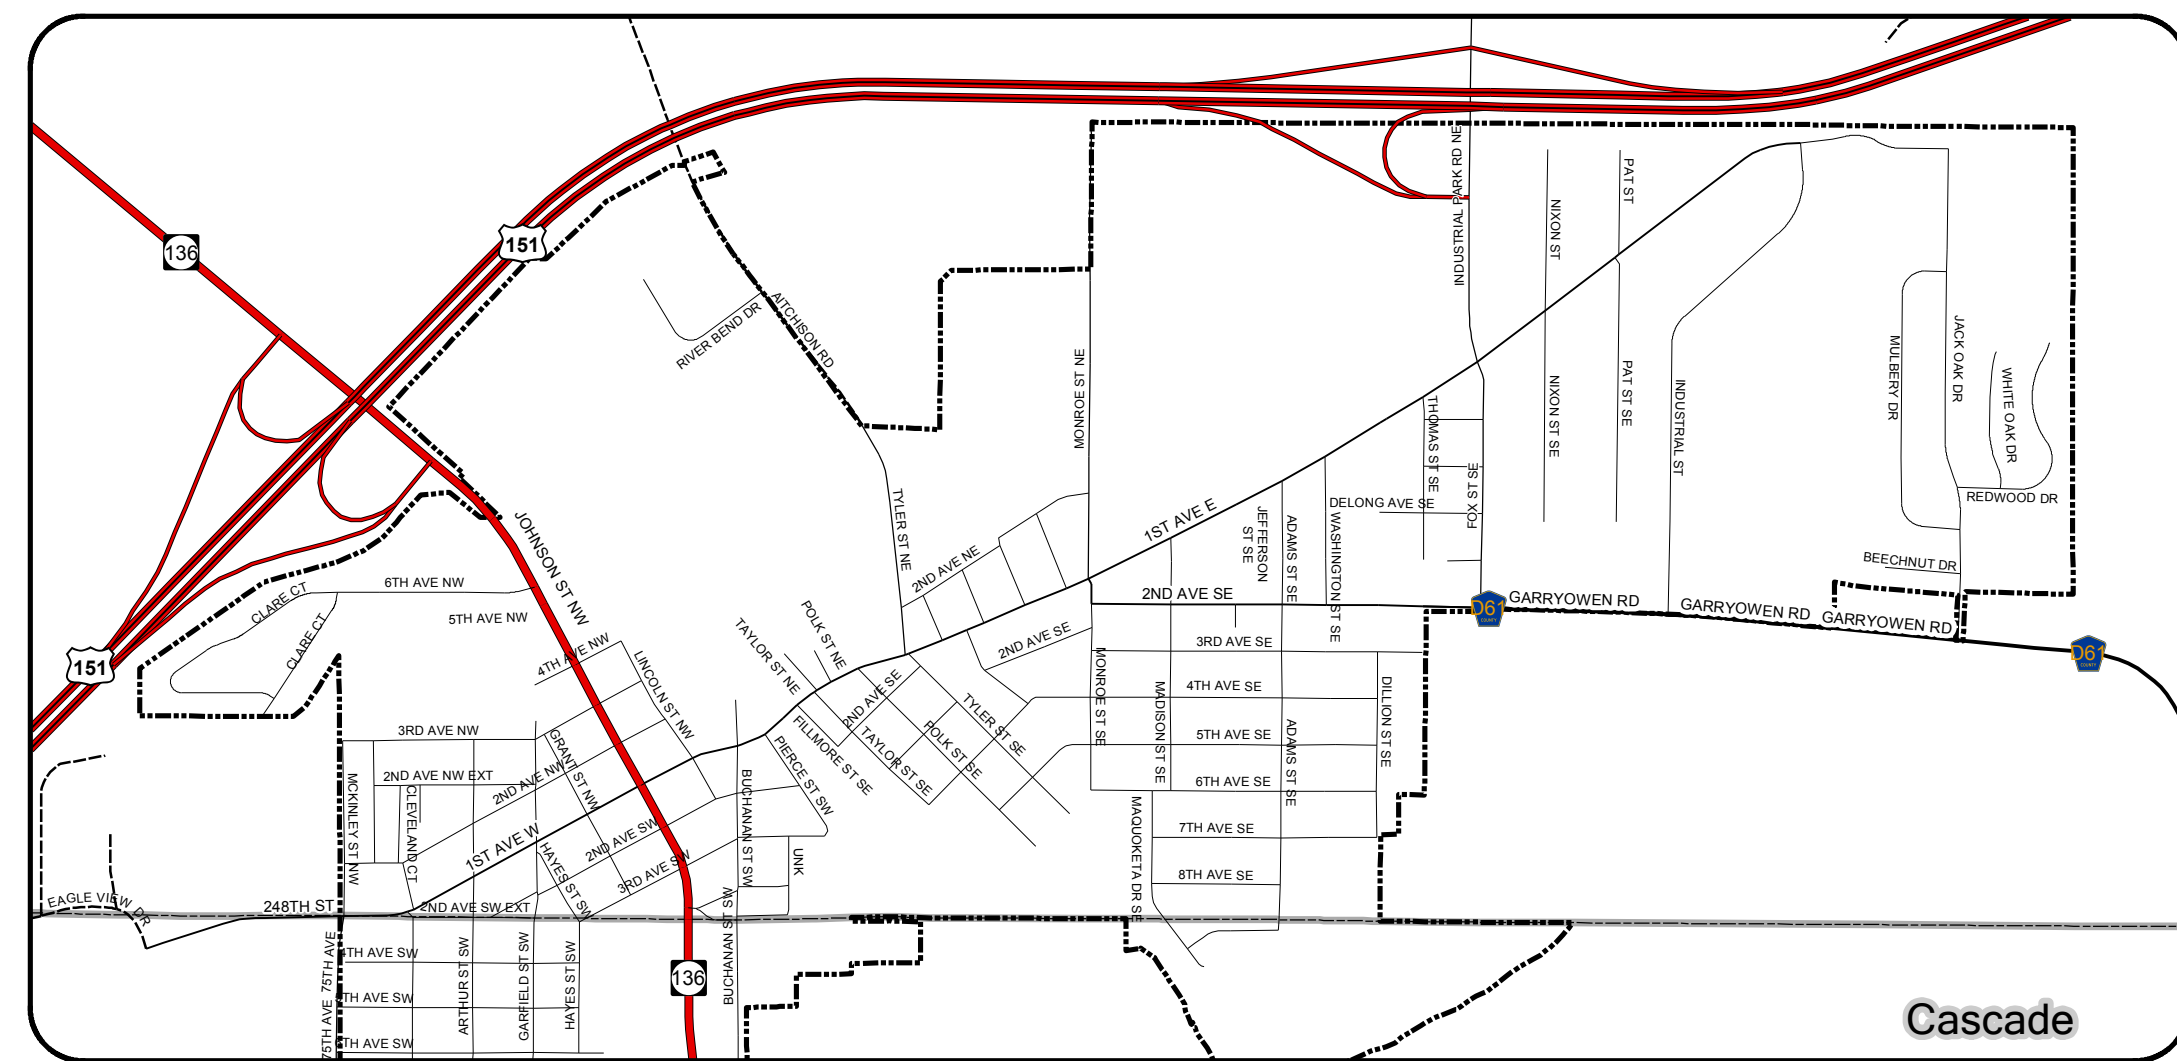 136
151
RIVER BEND DR
AITCHISON RD
INDUSTRIAL PARK RD NE
NIXON ST
PAT ST
MONROE ST NE
NIXON ST SE
PAT ST SE
INDUSTRIAL ST
MULBERY DR
JACK OAK DR
WHITE OAK DR
REDWOOD DR
BEECHNUT DR
THOMAS ST SE
FOX ST SE
DELONG AVE SE
JOHNSON ST NW
TYLER ST NE
2ND AVE NE
1ST AVE E
JEFFERSON
ST SE
ADAMS ST SE
WASHINGTON ST SE
6TH AVE NW
CLARE CT
CLARE CT
5TH AVE NW
2ND AVE SE
D61
COUNTY
GARRYOWEN RD
GARRYOWEN RD
GARRYOWEN RD
D61
COUNTY
151
4TH AVE NW
LINCOLN ST NW
TAYLOR ST NE
POLK ST NE
2ND AVE SE
3RD AVE SE
MONROE ST SE
4TH AVE SE
MADISON ST SE
DILLION ST SE
2ND AVE SE
TYLER ST SE
POLK ST SE
TAYLOR ST SE
FILLMORE ST SE
PIERCE ST SW
3RD AVE NW
GRANT ST NW
5TH AVE SE
ADAMS ST SE
2ND AVE NW EXT
2ND AVE NW
6TH AVE SE
MCKINLEY ST NW
CLEVELAND CT
BUCHANAN ST SW
MAQUOKETA DR SE
7TH AVE SE
1ST AVE W
2ND AVE SW
3RD AVE SW
HAYES ST SW
UNK
8TH AVE SE
EAGLE VIEW DR
248TH ST
2ND AVE SW EXT
75TH AVE
4TH AVE SW
ARTHUR ST SW
GARFIELD ST SW
HAYES ST SW
BUCHANAN ST SW
136
75TH AVE
TH AVE SW
TH AVE SW
Cascade